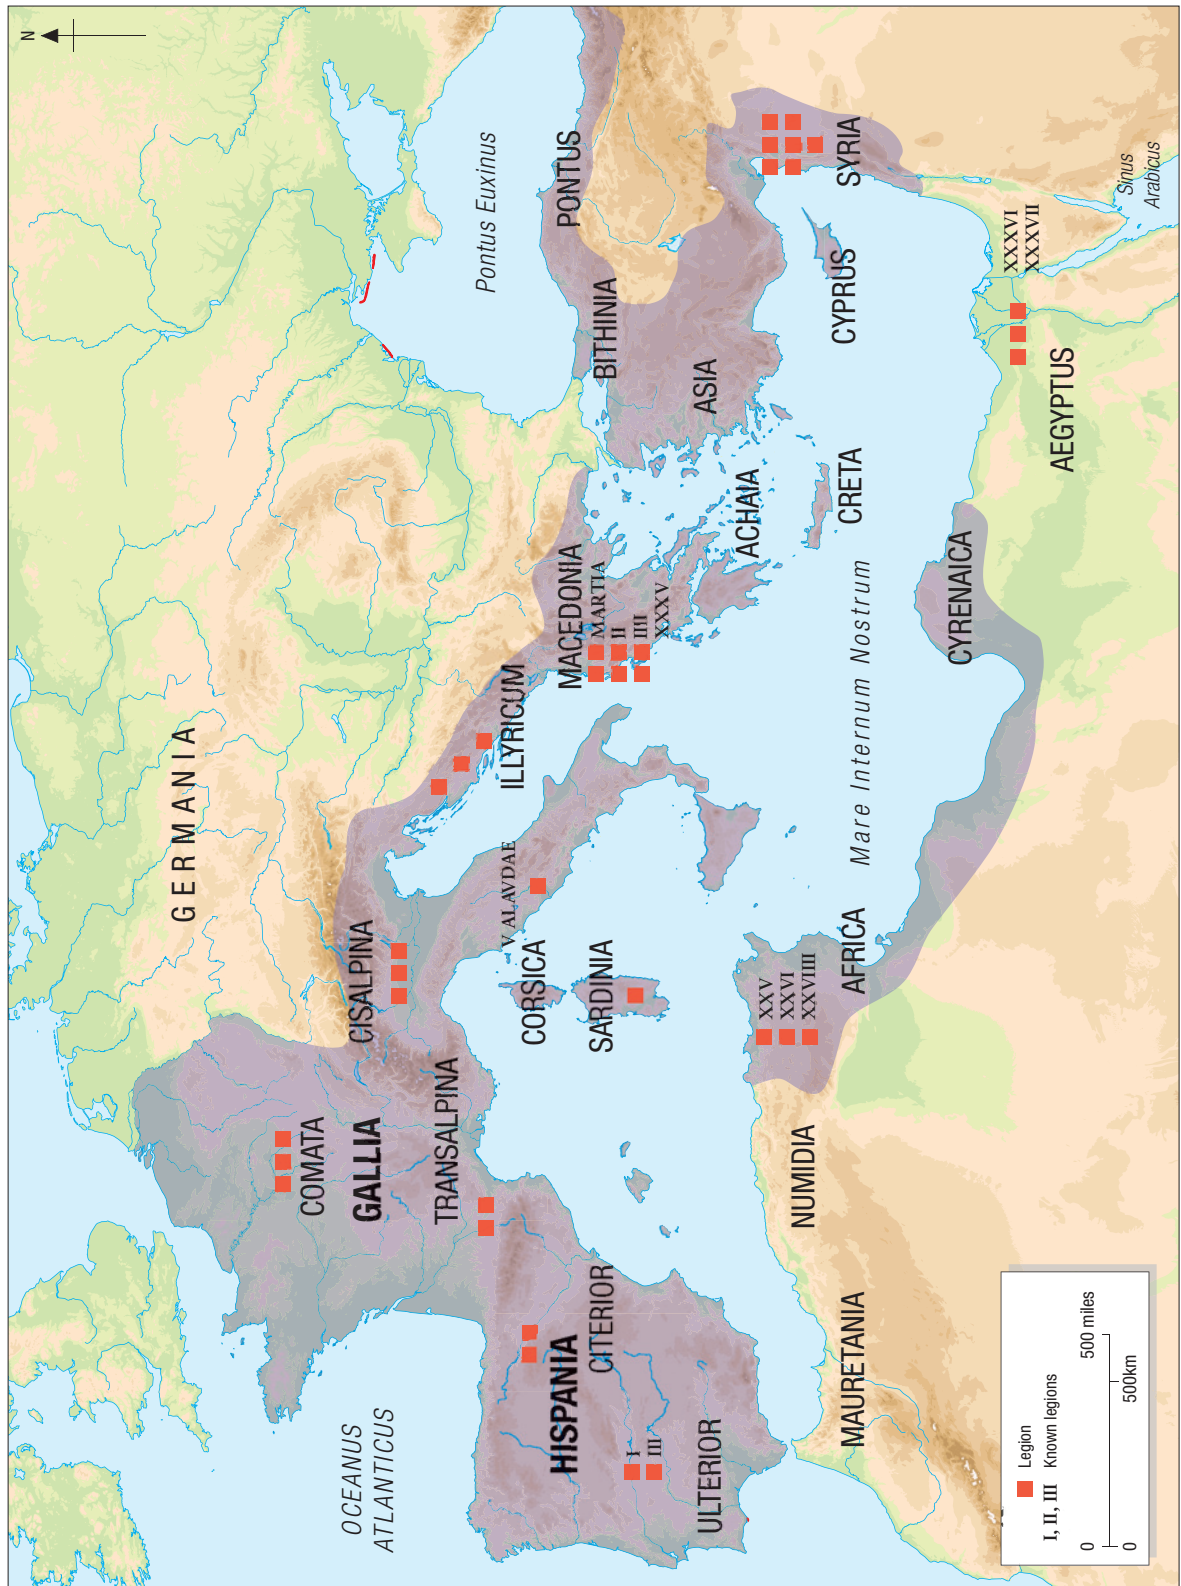 N
GERMANIA
OCEANUS
ATLANTICUS
COMATA
GALLIA
TRANSALPINA
CISALPINA
V ALAVDAE
CORSICA
SARDINIA
ILLYRICUM
MACEDONIA
MARTIA
II
IIII
XXXV
ACHAIA
CRETA
Pontus Euxinus
PONTUS
BITHINIA
ASIA
CYPRUS
SYRIA
Sinus
Arabicus
XXXVI
XXXVII
AEGYPTUS
CYRENAICA
Mare Internum Nostrum
AFRICA
XXV
XXVI
XXVIIII
NUMIDIA
MAURETANIA
HISPANIA
CITERIOR
ULTERIOR
I
III
Legion
I, II, III Known legions
0 500 miles
0 500km